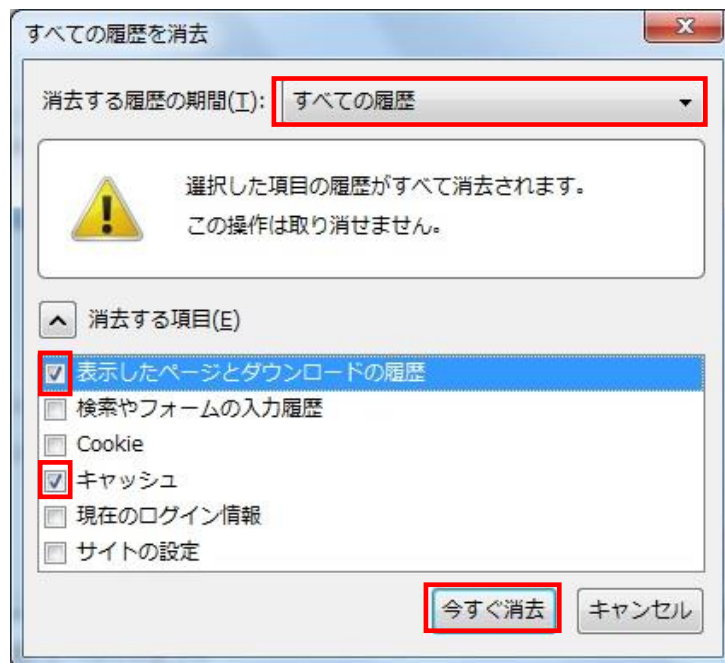 すべての履歴を消去
消去する履歴の期間(T): すべての履歴
選択した項目の履歴がすべて消去されます。
この操作は取り消せません。
消去する項目(E)
表示したページとダウンロードの履歴
検索やフォームの入力履歴
Cookie
キャッシュ
現在のログイン情報
サイトの設定
今すぐ消去 キャンセル